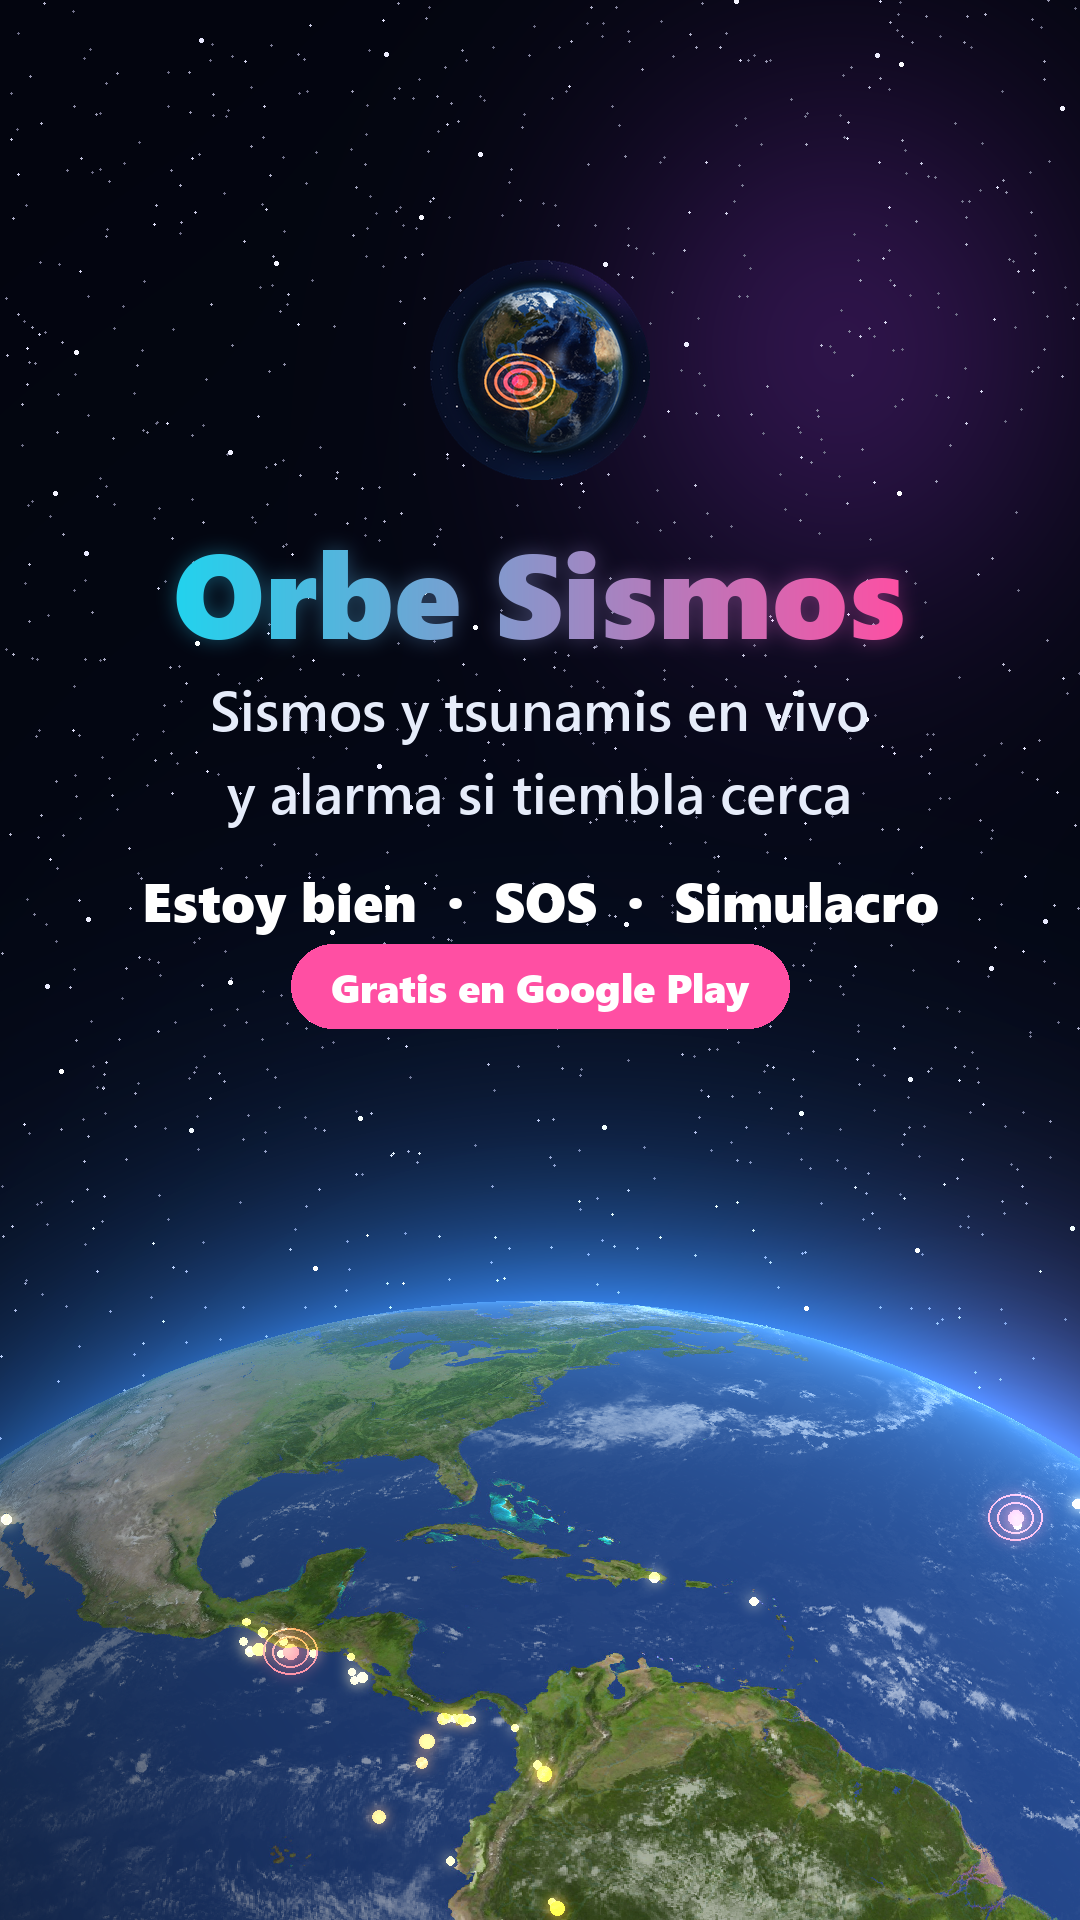 Orbe Sismos
Sismos y tsunamis en vivo
y alarma si tiembla cerca
Estoy bien · SOS · Simulacro
Gratis en Google Play